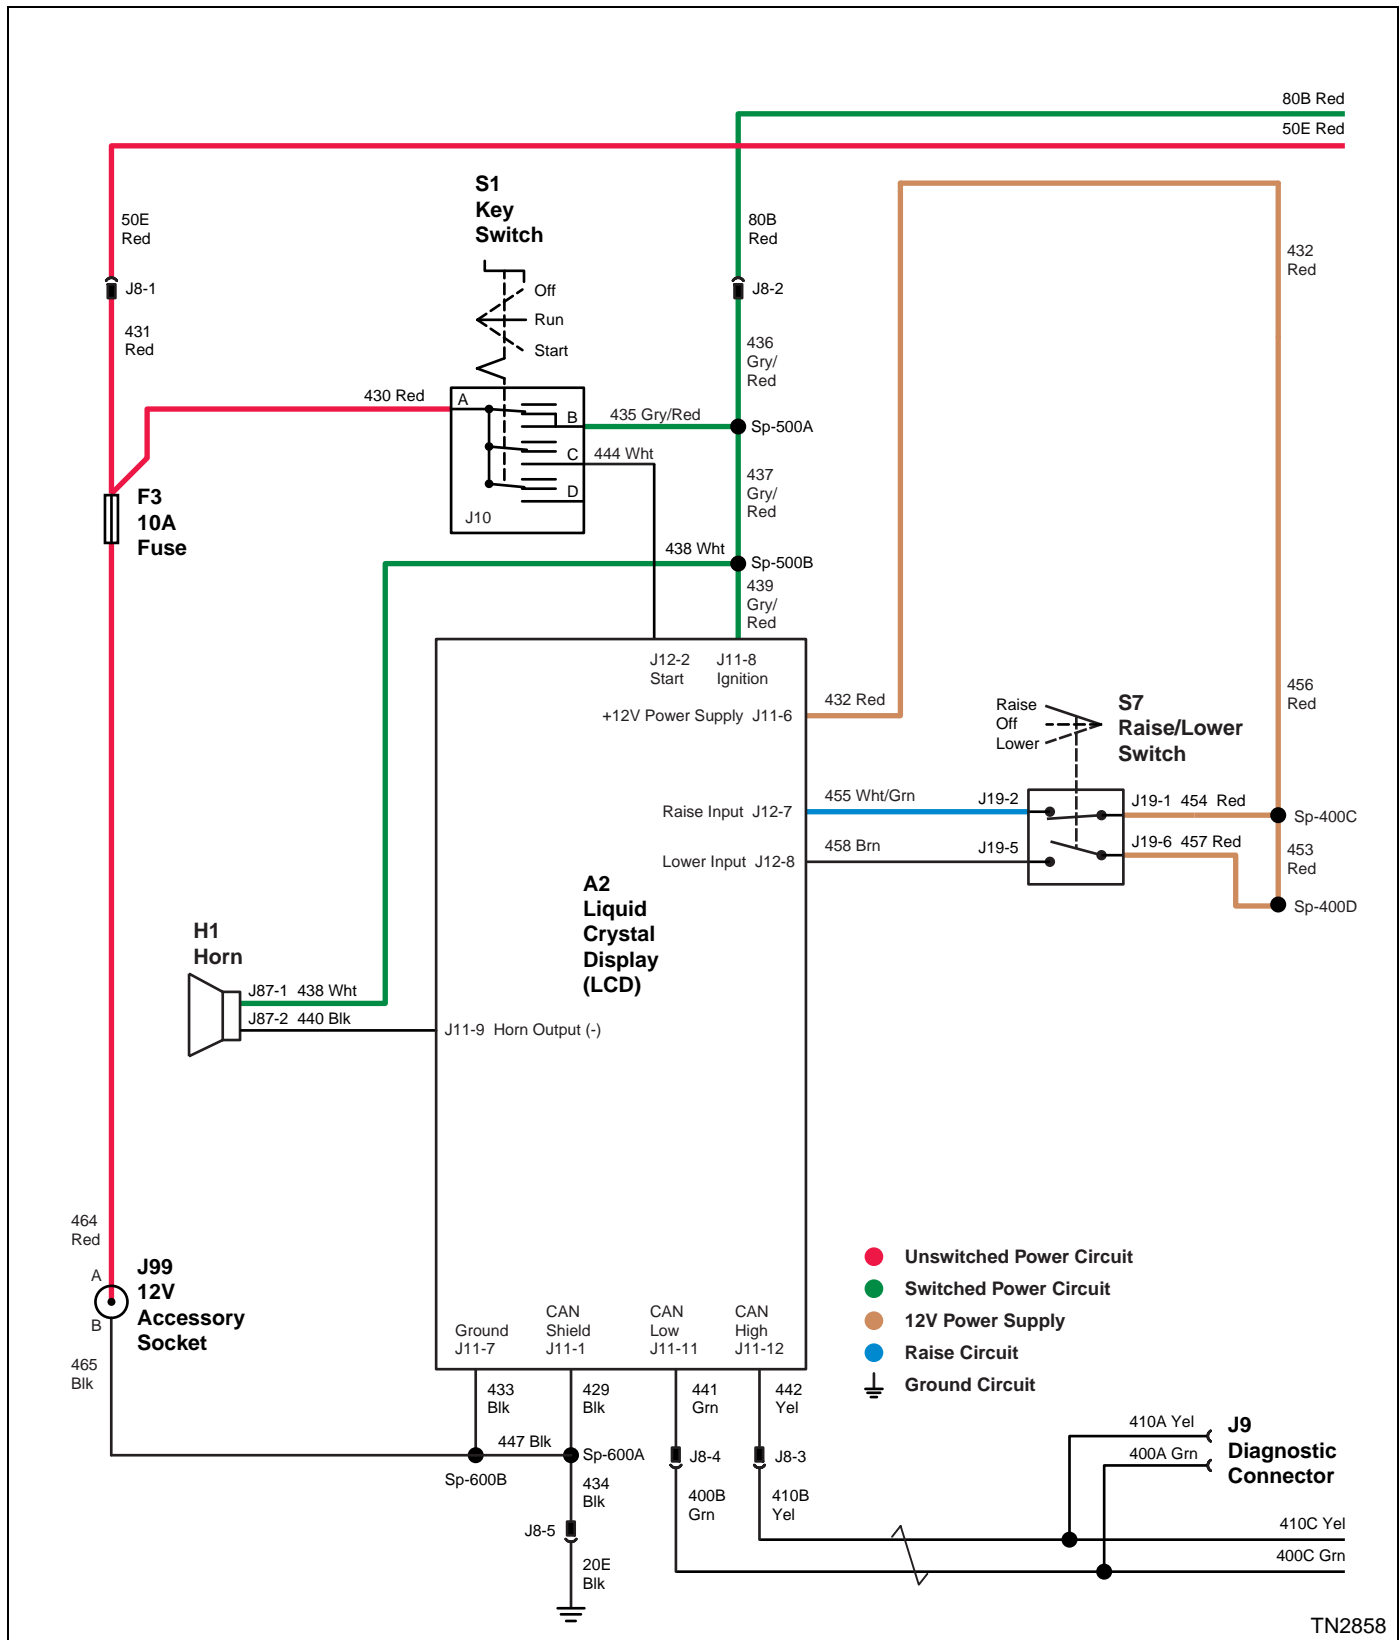 80B Red
50E Red
S1
Key
Switch
50E
Red
80B
Red
432
Red
J8-1
Off
J8-2
Run
431
Red
436
Gry/
Red
Start
430 Red
A
B
435 Gry/Red
Sp-500A
C
444 Wht
437
Gry/
Red
D
J10
F3
10A
Fuse
438 Wht
Sp-500B
439
Gry/
Red
J12-2
Start
J11-8
Ignition
432 Red
+12V Power Supply J11-6
456
Red
Raise
Off
Lower
S7
Raise/Lower
Switch
455 Wht/Grn
J19-2
J19-1 454 Red
Raise Input J12-7
Sp-400C
458 Brn
J19-5
J19-6 457 Red
453
Red
Lower Input J12-8
Sp-400D
A2
Liquid
Crystal
Display
(LCD)
H1
Horn
J87-1 438 Wht
J87-2 440 Blk
J11-9 Horn Output (-)
464
Red
A
B
J99
12V
Accessory
Socket
Unswitched Power Circuit
Switched Power Circuit
12V Power Supply
Raise Circuit
Ground Circuit
Ground
J11-7
CAN
Shield
J11-1
CAN
Low
J11-11
CAN
High
J11-12
465
Blk
433
Blk
429
Blk
441
Grn
442
Yel
447 Blk
Sp-600A
Sp-600B
J8-4
J8-3
410A Yel
400A Grn
J9
Diagnostic
Connector
434
Blk
400B
Grn
410B
Yel
J8-5
410C Yel
400C Grn
20E
Blk
TN2858